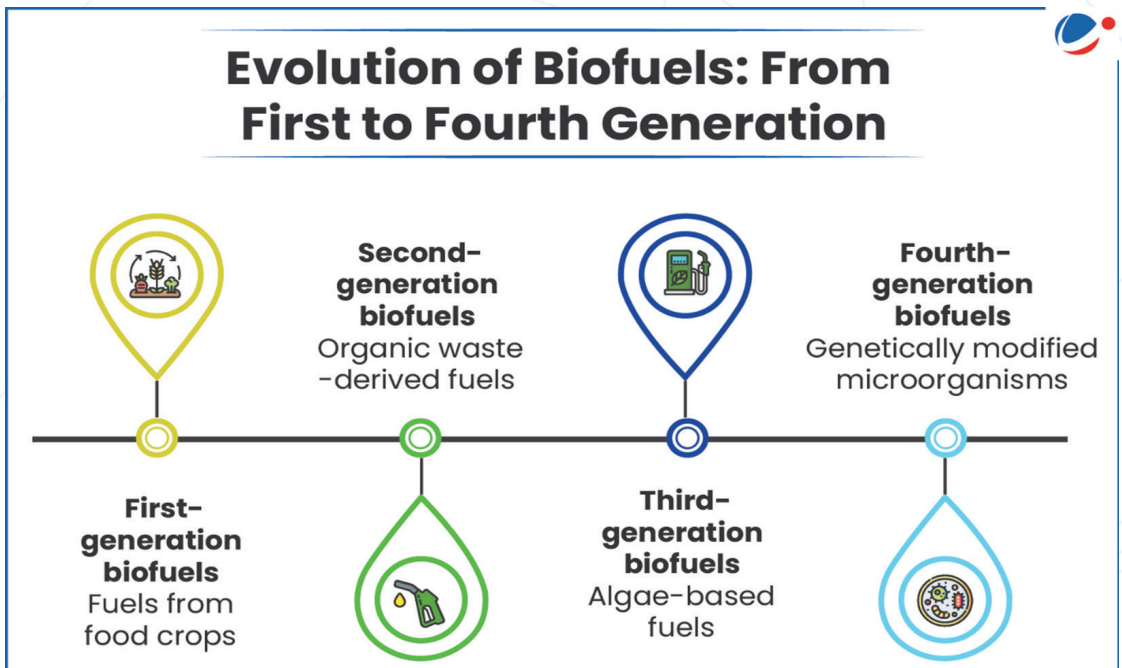 Evolution of Biofuels: From
First to Fourth Generation
First-
generation
biofuels
Fuels from
food crops
Second-
generation
biofuels
Organic waste
-derived fuels
Third-
generation
biofuels
Algae-based
fuels
Fourth-
generation
biofuels
Genetically modified
microorganisms